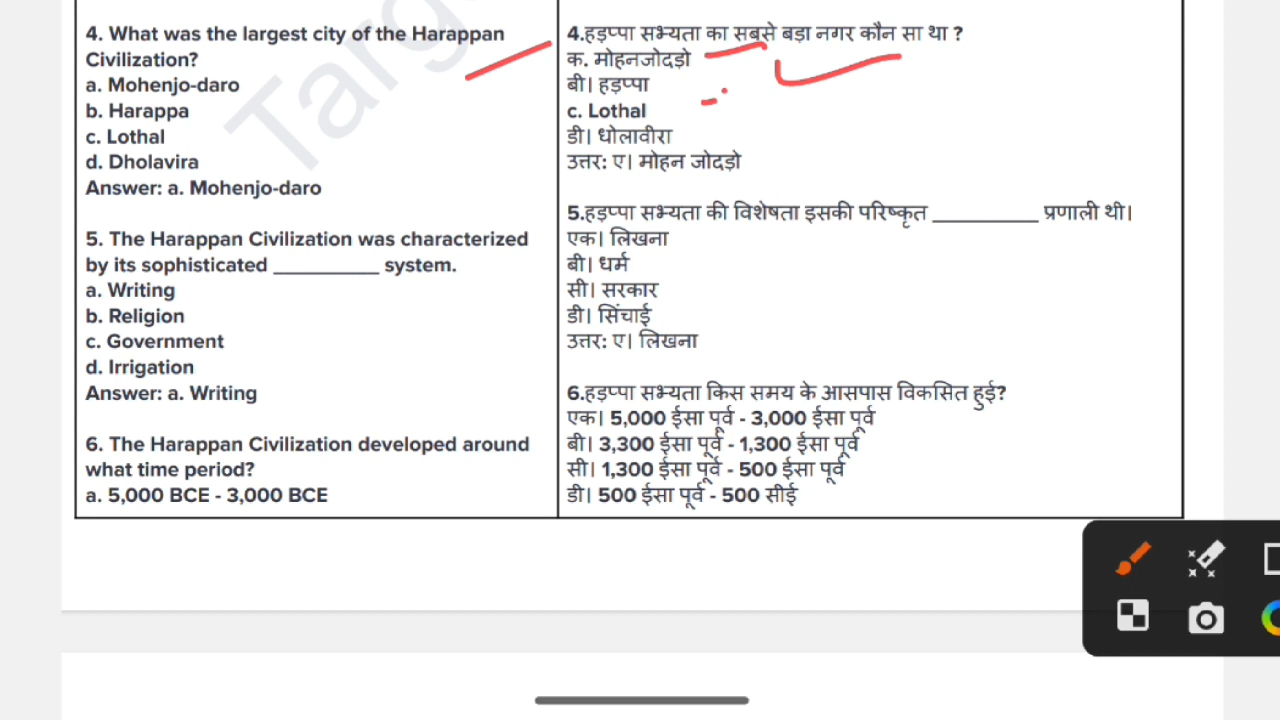 4. What was the largest city of the Harappan
Civilization?
a. Mohenjo-daro
b. Harappa
c. Lothal
d. Dholavira
Answer: a. Mohenjo-daro
5. The Harappan Civilization was characterized
by its sophisticated __________ system.
a. Writing
b. Religion
c. Government
d. Irrigation
Answer: a. Writing
6. The Harappan Civilization developed around
what time period?
a. 5,000 BCE - 3,000 BCE
4.हड़प्पा सभ्यता का सबसे बड़ा नगर कौन सा था ?
क. मोहनजोदड़ो
बी। हड़प्पा
c. Lothal
डी। धोलावीरा
उत्तर: ए। मोहन जोदड़ो
5.हड़प्पा सभ्यता की विशेषता इसकी परिष्कृत __________ प्रणाली थी।
एक। लिखना
बी। धर्म
सी। सरकार
डी। सिंचाई
उत्तर: ए। लिखना
6.हड़प्पा सभ्यता किस समय के आसपास विकसित हुई?
एक। 5,000 ईसा पूर्व - 3,000 ईसा पूर्व
बी। 3,300 ईसा पूर्व - 1,300 ईसा पूर्व
सी। 1,300 ईसा पूर्व - 500 ईसा पूर्व
डी। 500 ईसा पूर्व - 500 सीई
Targ